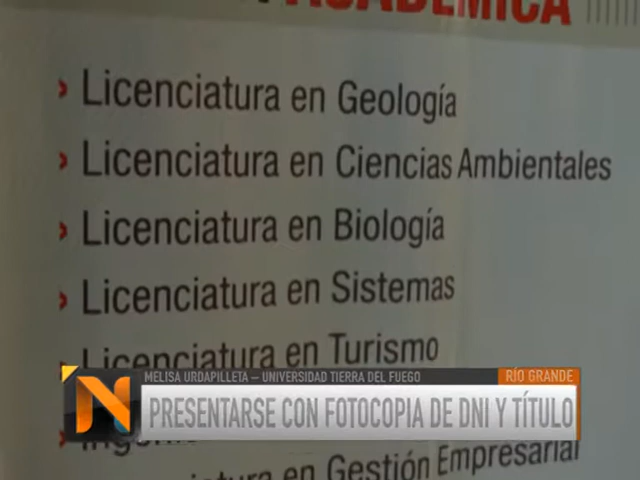 ACADÉMICA
› Licenciatura en Geología
› Licenciatura en Ciencias Ambientales
› Licenciatura en Biología
› Licenciatura en Sistemas
Licenciatura en Turismo
MELISA URDAPILLETA – UNIVERSIDAD TIERRA DEL FUEGO
RÍO GRANDE
N
PRESENTARSE CON FOTOCOPIA DE DNI Y TÍTULO
en Gestión Empresarial